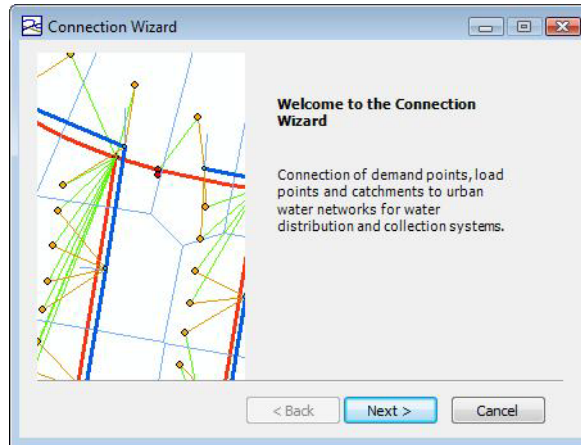 Connection Wizard
Welcome to the Connection
Wizard
Connection of demand points, load
points and catchments to urban
water networks for water
distribution and collection systems.
< Back
Next >
Cancel